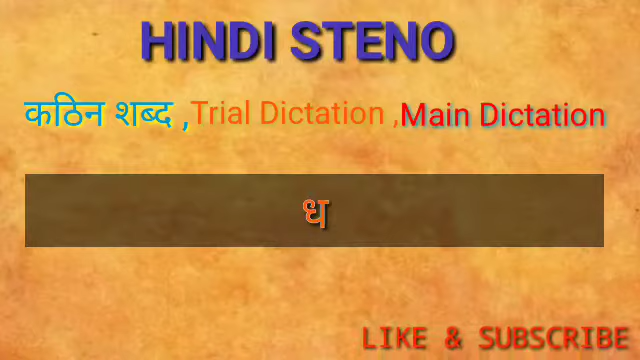 HINDI STENO
कठिन शब्द ,Trial Dictation ,Main Dictation
ध
LIKE & SUBSCRIBE